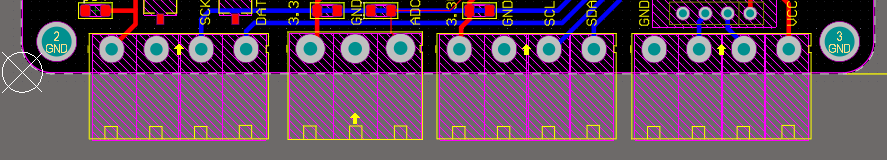 SCK
DAT
3.3
GND
ADC
3.3
GND
SCL
SDA
GND
VCC
2
GND
3
GND